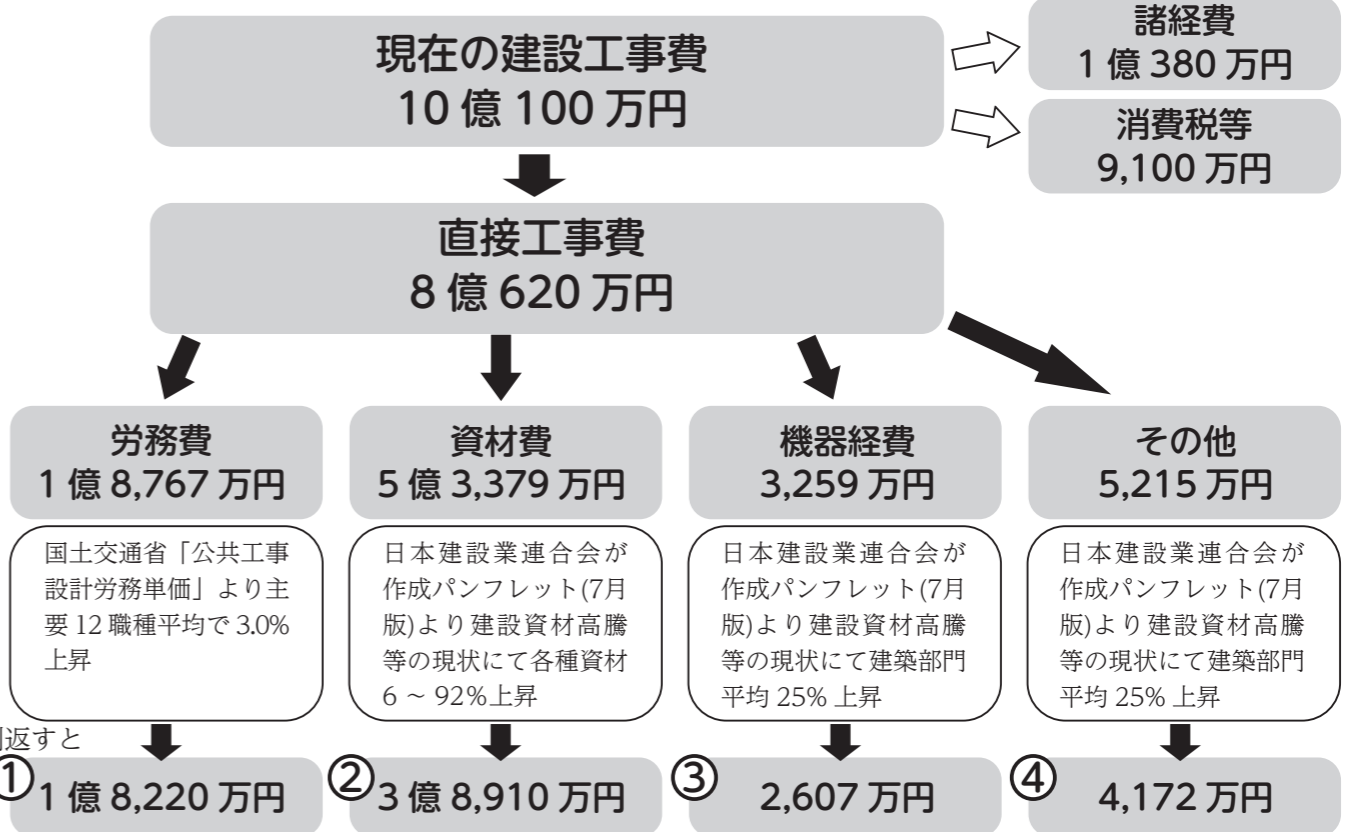 現在の建設工事費
10 億 100 万円
諸経費
1 億 380 万円
消費税等
9,100 万円
直接工事費
8 億 620 万円
労務費
1 億 8,767 万円
国土交通省「公共工事
設計労務単価」より主
要 12 職種平均で 3.0%
上昇
資材費
5 億 3,379 万円
日本建設業連合会が
作成パンフレット(7月
版)より建設資材高騰
等の現状にて各種資材
6 ~ 92%上昇
機器経費
3,259 万円
日本建設業連合会が
作成パンフレット(7月
版)より建設資材高騰
等の現状にて建築部門
平均 25% 上昇
その他
5,215 万円
日本建設業連合会が
作成パンフレット(7月
版)より建設資材高騰
等の現状にて建築部門
平均 25% 上昇
返すと
① 1 億 8,220 万円
② 3 億 8,910 万円
③ 2,607 万円
④ 4,172 万円